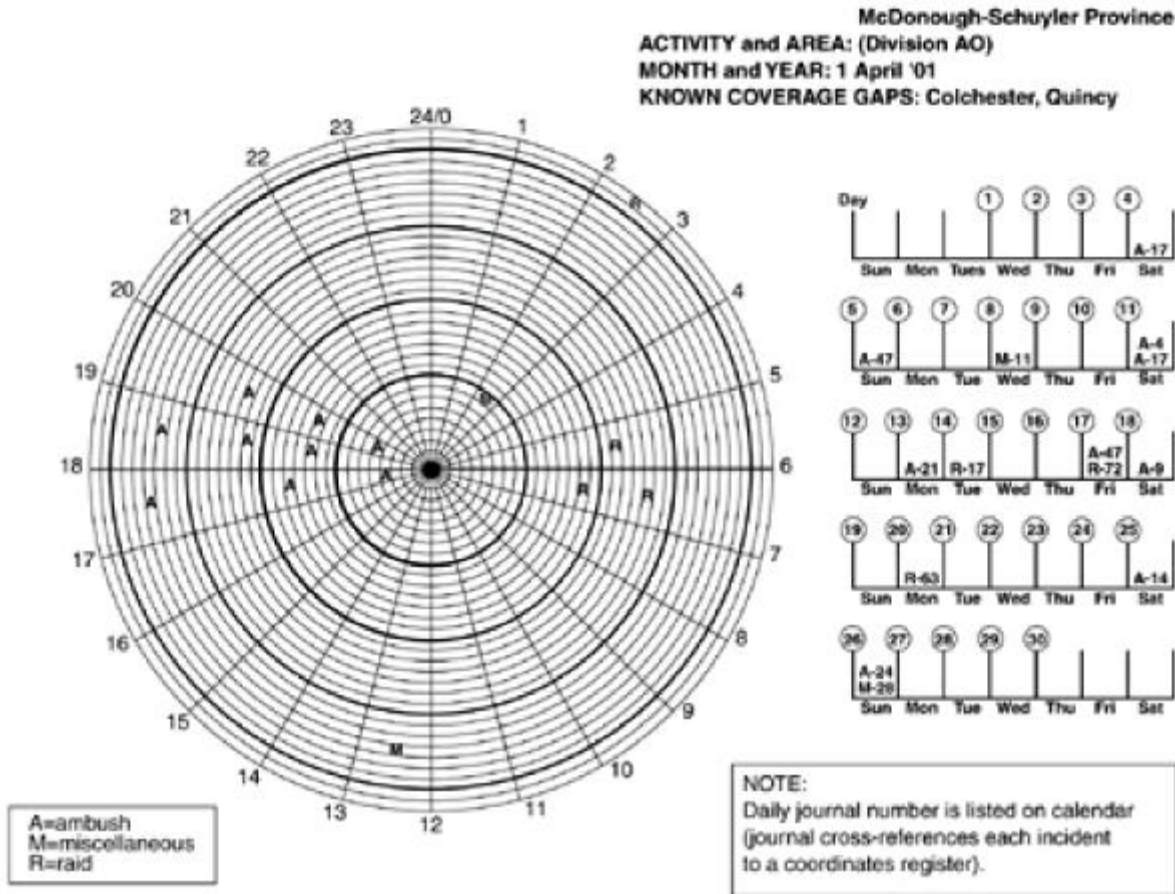 McDonough-Schuyler Province
ACTIVITY and AREA: (Division AO)
MONTH and YEAR: 1 April '01
KNOWN COVERAGE GAPS: Colchester, Quincy
24/0
1
2
3
4
5
6
7
8
9
10
11
12
13
14
15
16
17
18
19
20
21
22
23
R
A
A
A
A
A
A
A
A
A
A
R
R
R
M
Day 1 2 3 4
A-17
Sun Mon Tues Wed Thu Fri Sat
5 6 7 8 9 10 11
A-4
A-47 M-11 A-17
Sun Mon Tue Wed Thu Fri Sat
12 13 14 15 16 17 18
A-47
A-21 R-17 R-72 A-9
Sun Mon Tue Wed Thu Fri Sat
19 20 21 22 23 24 25
R-63 A-14
Sun Mon Tue Wed Thu Fri Sat
26 27 28 29 30
A-24
M-28
Sun Mon Tue Wed Thu Fri Sat
A=ambush
M=miscellaneous
R=raid
NOTE:
Daily journal number is listed on calendar
(journal cross-references each incident
to a coordinates register).